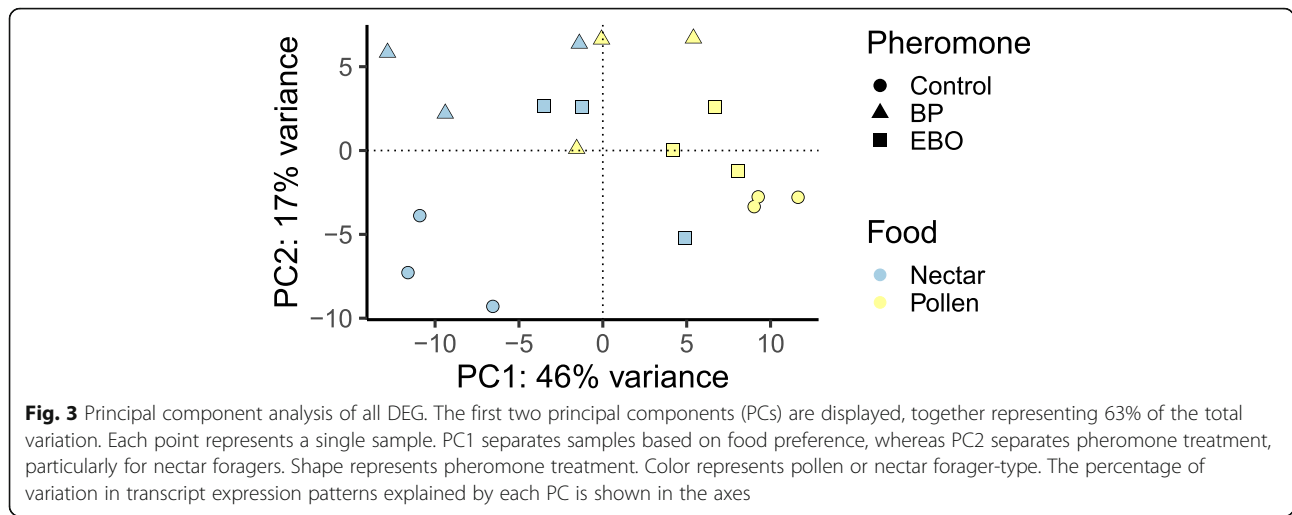 PC2: 17% variance
5
0
−5
−10
−10
−5
0
5
10
PC1: 46% variance
Pheromone
Control
BP
EBO
Food
Nectar
Pollen
Fig. 3 Principal component analysis of all DEG. The first two principal components (PCs) are displayed, together representing 63% of the total
variation. Each point represents a single sample. PC1 separates samples based on food preference, whereas PC2 separates pheromone treatment,
particularly for nectar foragers. Shape represents pheromone treatment. Color represents pollen or nectar forager-type. The percentage of
variation in transcript expression patterns explained by each PC is shown in the axes